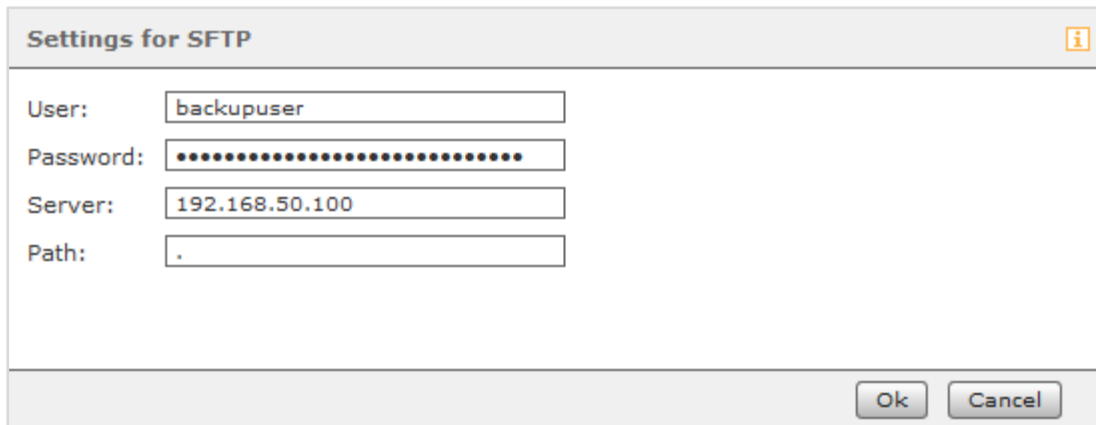 Settings for SFTP
i
User: backupuser
Password: •••••••••••••••••••••••••••••
Server: 192.168.50.100
Path: .
Ok Cancel